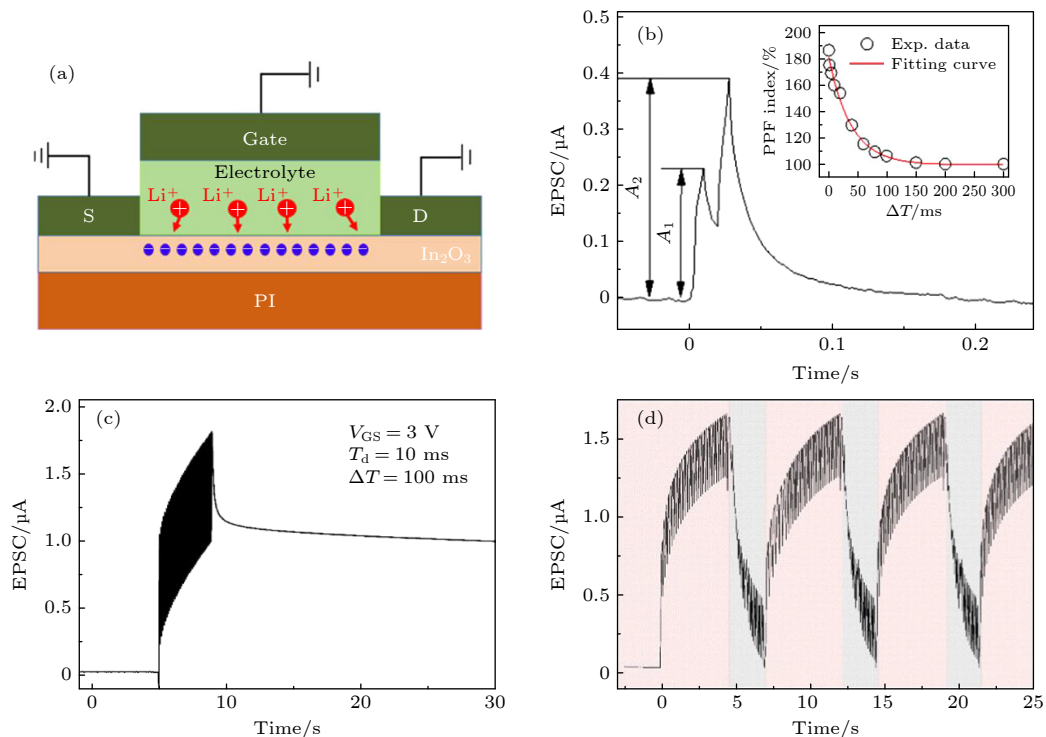 (a)
Gate
Electrolyte
Li⁺ Li⁺ Li⁺ Li⁺
S
D
In₂O₃
PI
(b)
EPSC/μA
0.5
0.4
0.3
0.2
0.1
0
A₂
A₁
0 0.1 0.2
Time/s
PPF index/%
200
180
160
140
120
100
Exp. data
Fitting curve
0 50 100 150 200 250 300
ΔT/ms
(c)
EPSC/μA
2.0
1.5
1.0
0.5
0
V_GS = 3 V
T_d = 10 ms
ΔT = 100 ms
0 10 20 30
Time/s
(d)
EPSC/μA
1.5
1.0
0.5
0
0 5 10 15 20 25
Time/s